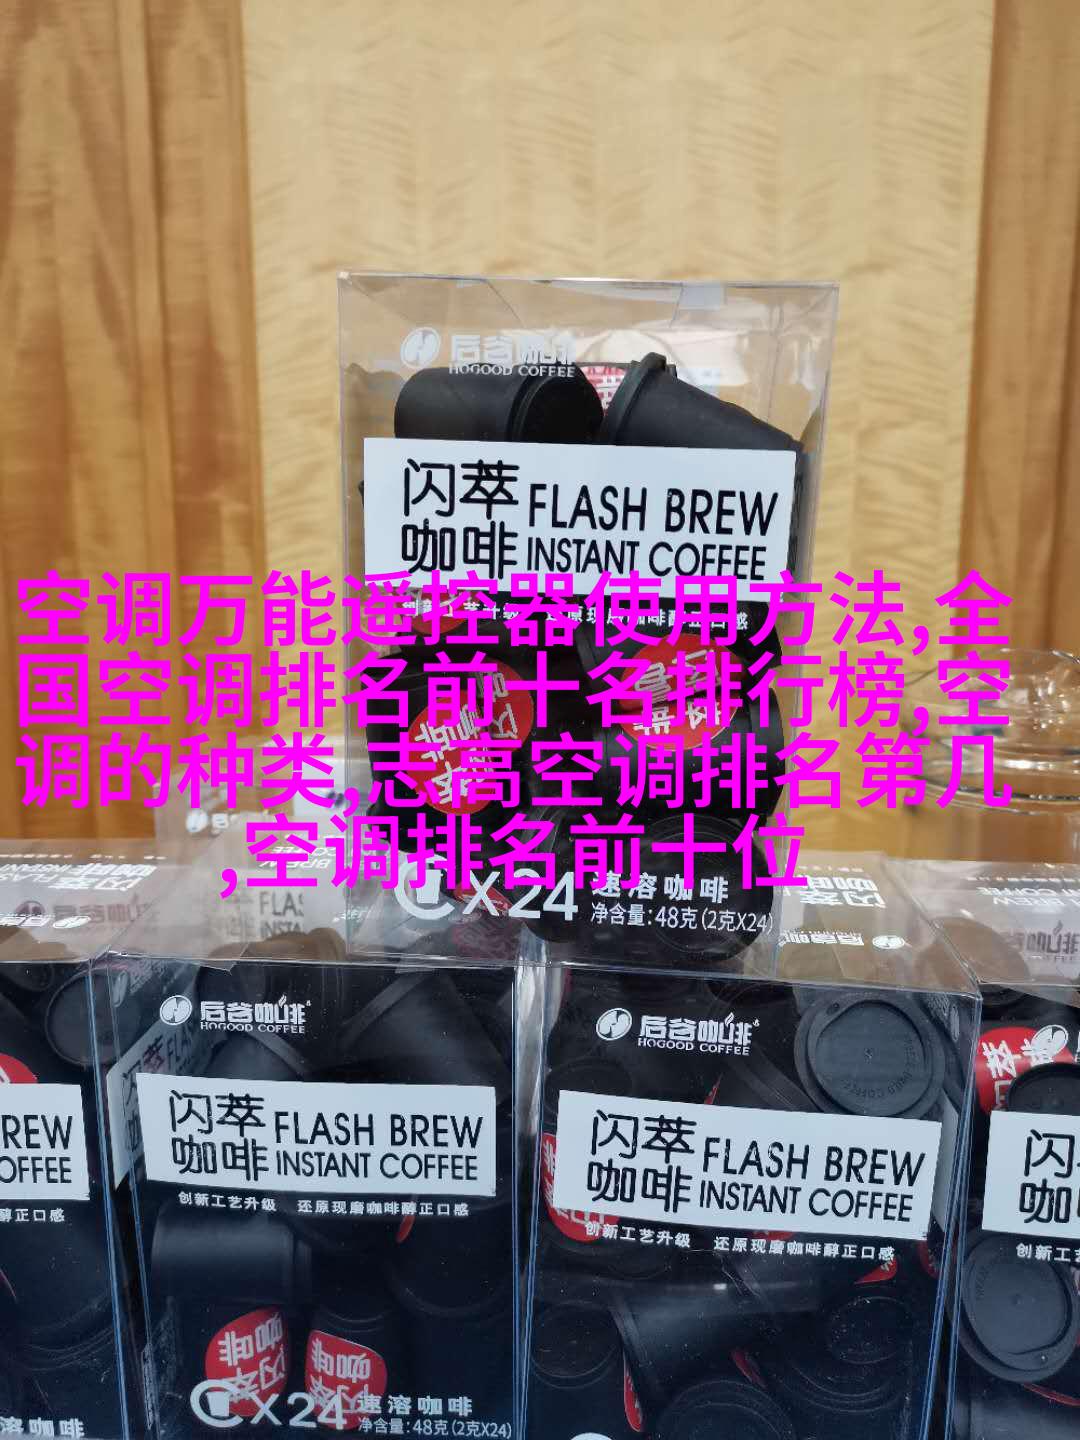 后谷咖啡
HOGOOD COFFEE
闪萃
咖啡
FLASH BREW
INSTANT COFFEE
空调万能遥控器使用方法,全
国空调排名前十名排行榜,空
调的种类,志高空调排名第几
,空调排名前十位
X24
速溶咖啡
净含量:48克(2克X24)
后谷咖啡
HOGOOD COFFEE
闪萃
咖啡
FLASH BREW
INSTANT COFFEE
创新工艺升级 还原现磨咖啡醇正口感
X24
速溶咖啡
净含量:48克(2克X24)
后谷咖啡
HOGOOD COFFEE
闪萃
咖啡
FLASH BREW
INSTANT COFFEE
创新工艺升级 还原现磨咖啡醇正口感